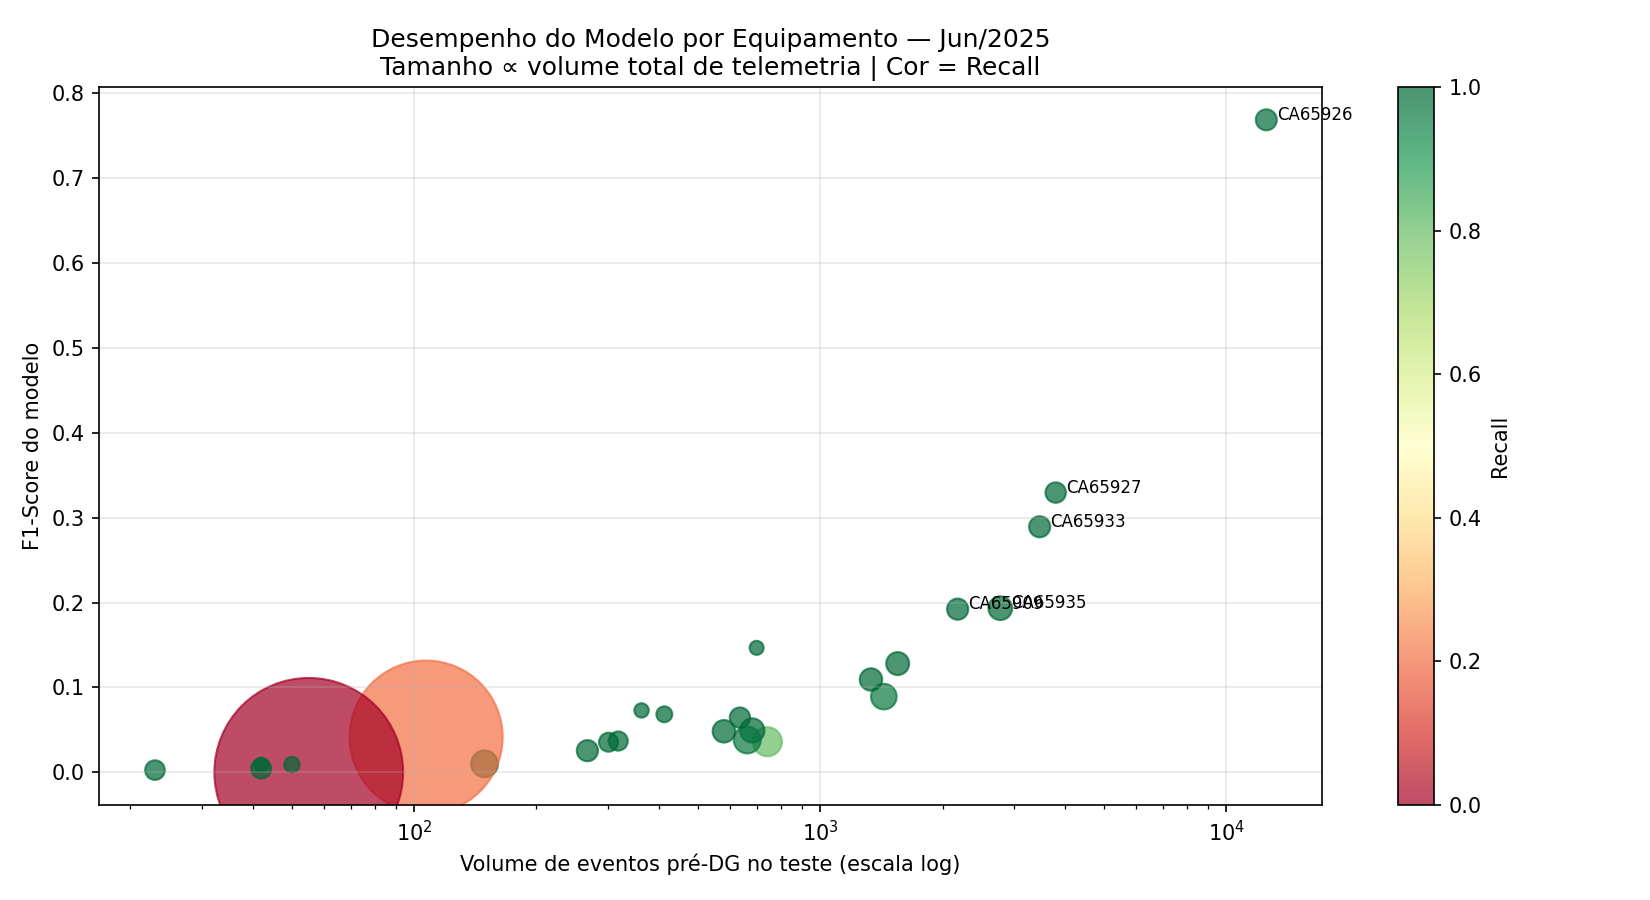 Desempenho do Modelo por Equipamento — Jun/2025
Tamanho ∝ volume total de telemetria | Cor = Recall
F1-Score do modelo
0.8
0.7
0.6
0.5
0.4
0.3
0.2
0.1
0.0
CA65926
CA65927
CA65933
CA65935
10²
10³
10⁴
Volume de eventos pré-DG no teste (escala log)
1.0
0.8
0.6
0.4
0.2
0.0
Recall